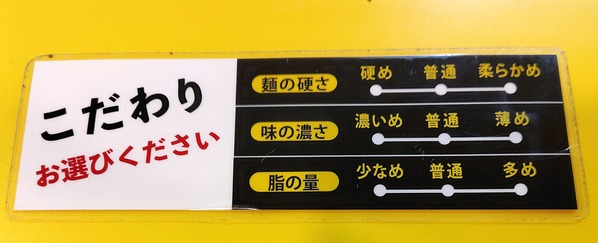 こだわり
お選びください
麺の硬さ 硬め 普通 柔らかめ
味の濃さ 濃いめ 普通 薄め
脂の量 少なめ 普通 多め